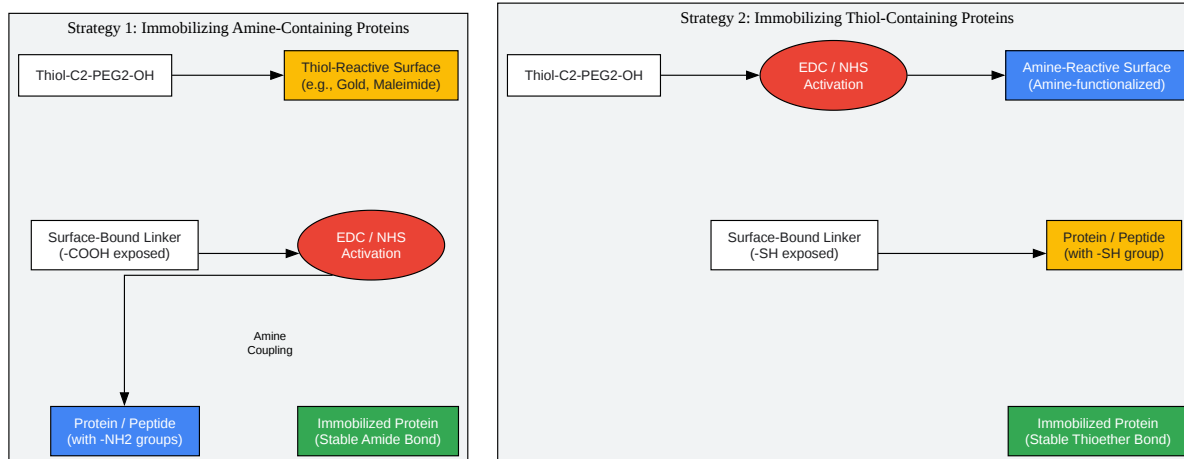 Strategy 1: Immobilizing Amine-Containing Proteins
Thiol-C2-PEG2-OH
Thiol-Reactive Surface
(e.g., Gold, Maleimide)
Surface-Bound Linker
(-COOH exposed)
EDC / NHS
Activation
Amine
Coupling
Protein / Peptide
(with -NH2 groups)
Immobilized Protein
(Stable Amide Bond)
Strategy 2: Immobilizing Thiol-Containing Proteins
Thiol-C2-PEG2-OH
EDC / NHS
Activation
Amine-Reactive Surface
(Amine-functionalized)
Surface-Bound Linker
(-SH exposed)
Protein / Peptide
(with -SH group)
Immobilized Protein
(Stable Thioether Bond)